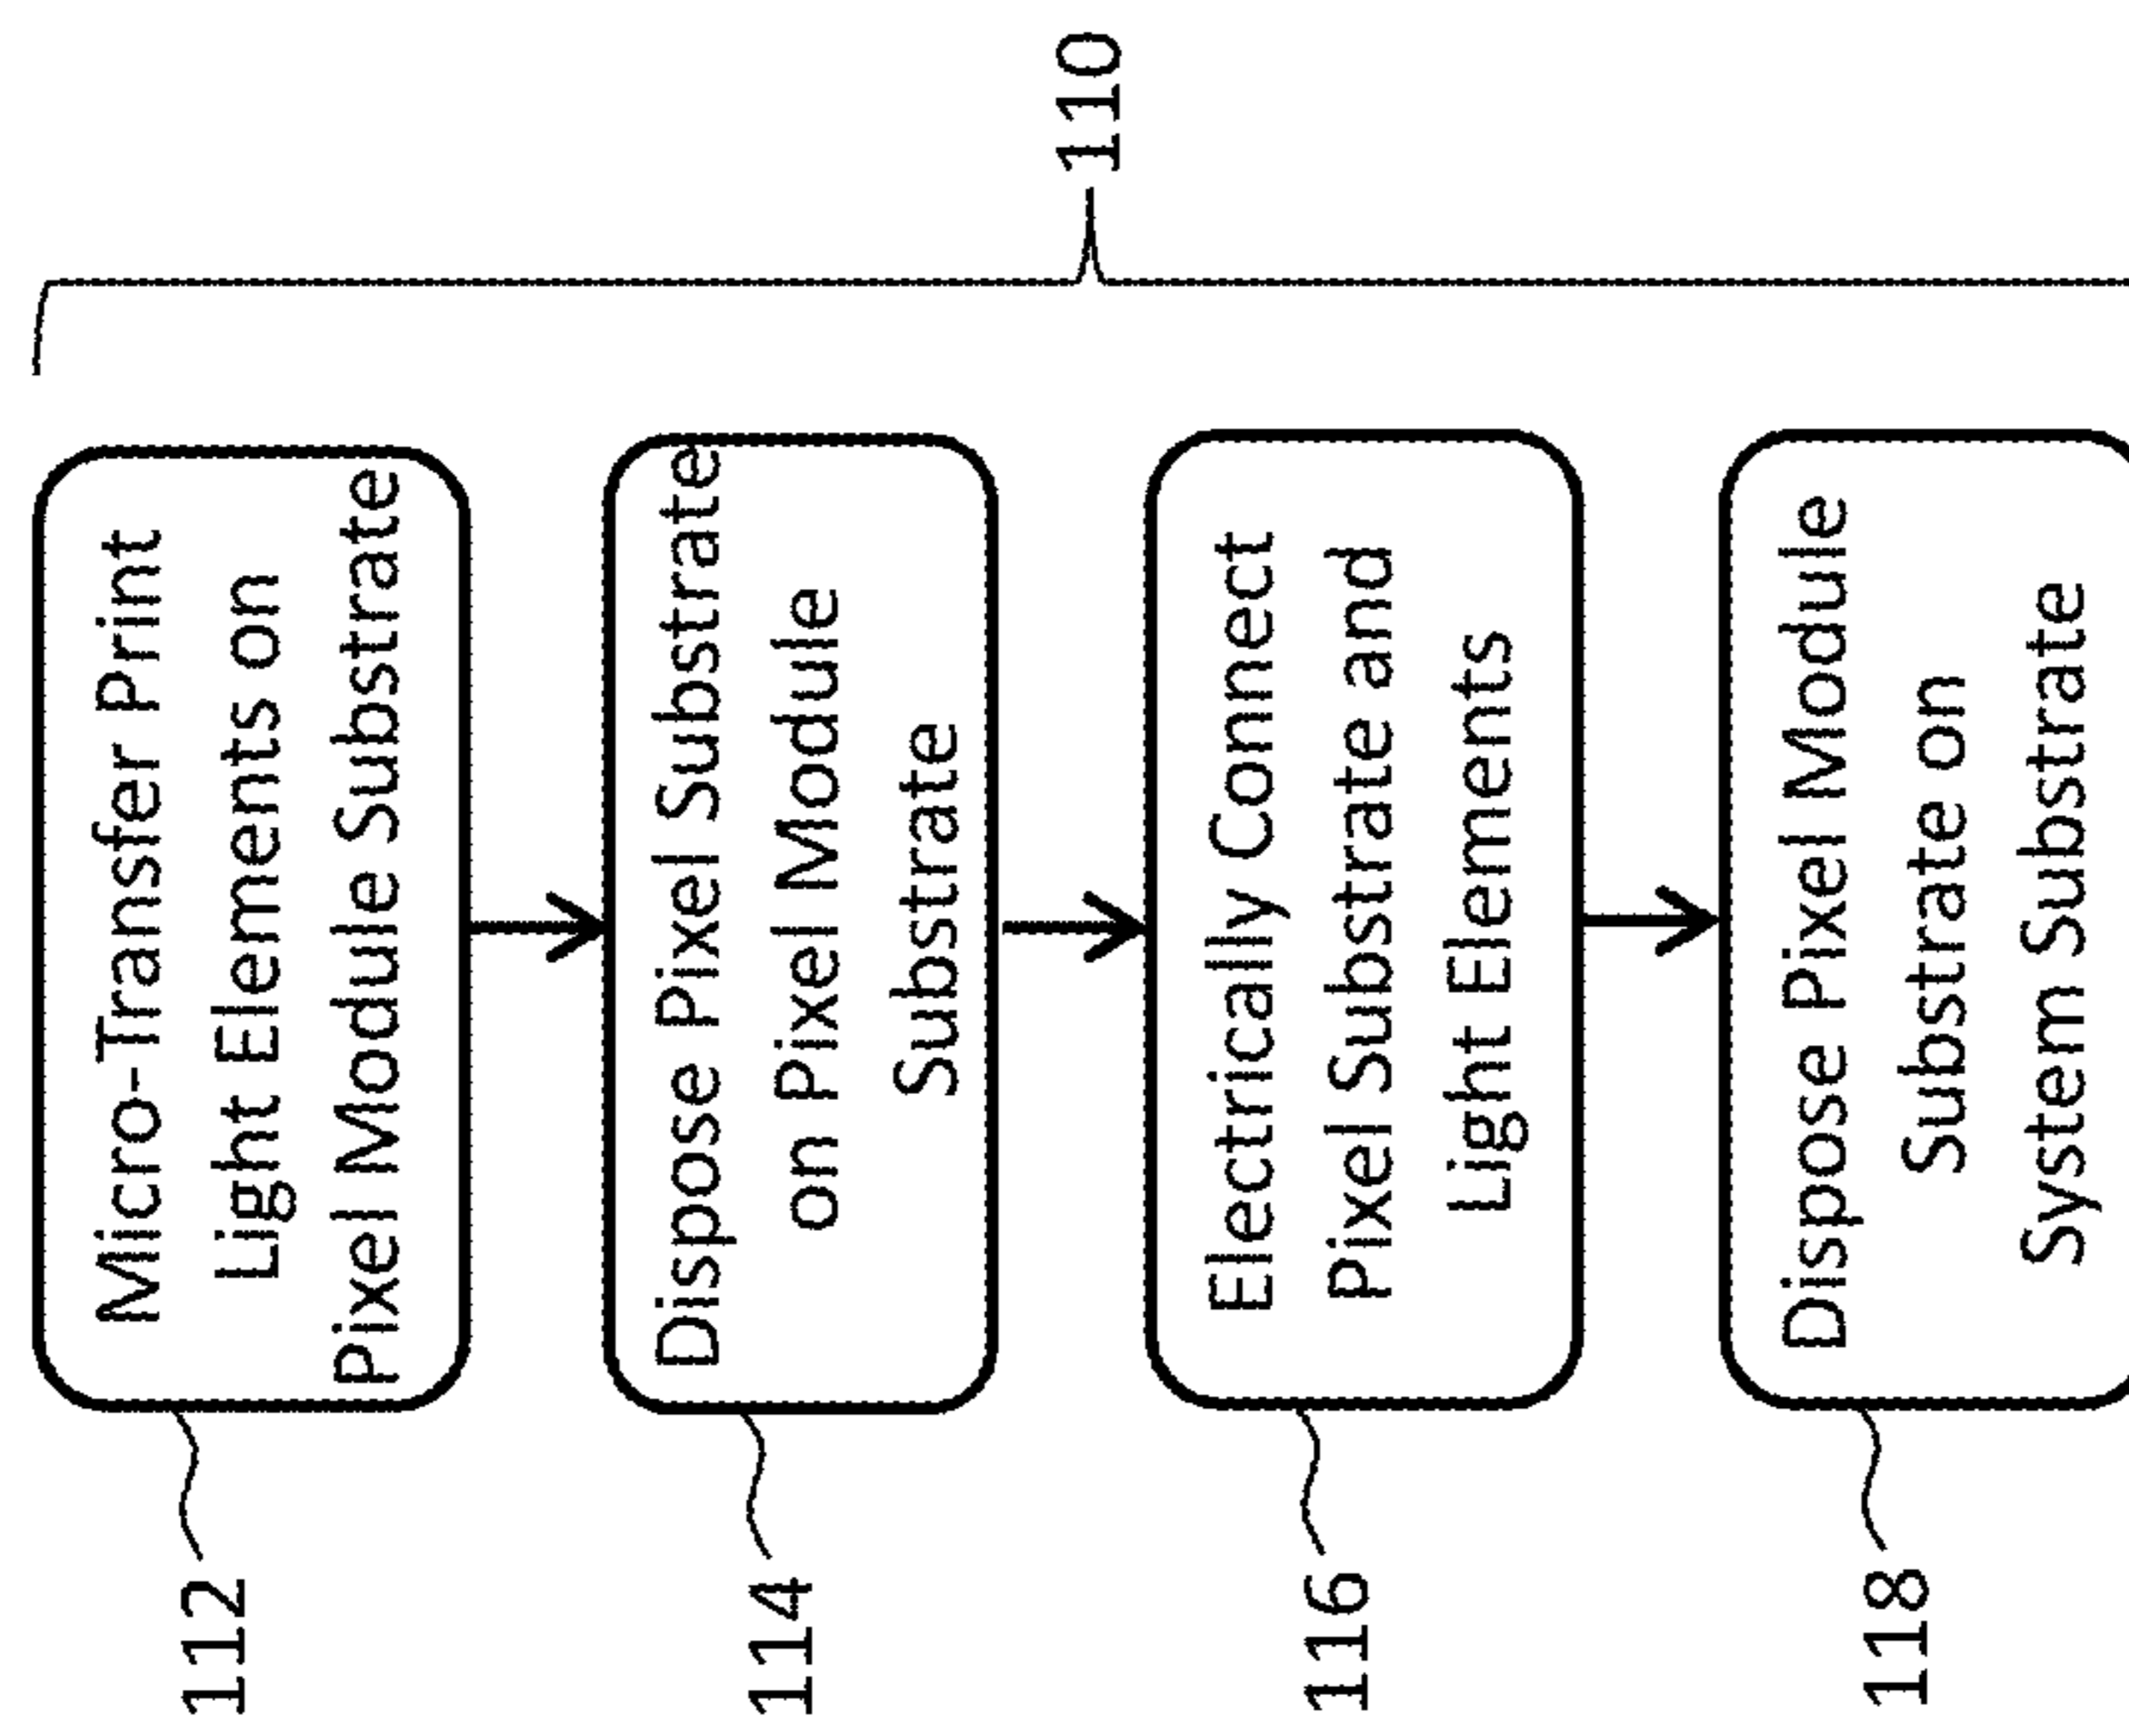 110
112
Micro-Transfer Print
Light Elements on
Pixel Module Substrate
114
Dispose Pixel Substrate
on Pixel Module
Substrate
116
Electrically Connect
Pixel Substrate and
Light Elements
118
Dispose Pixel Module
Substrate on
System Substrate